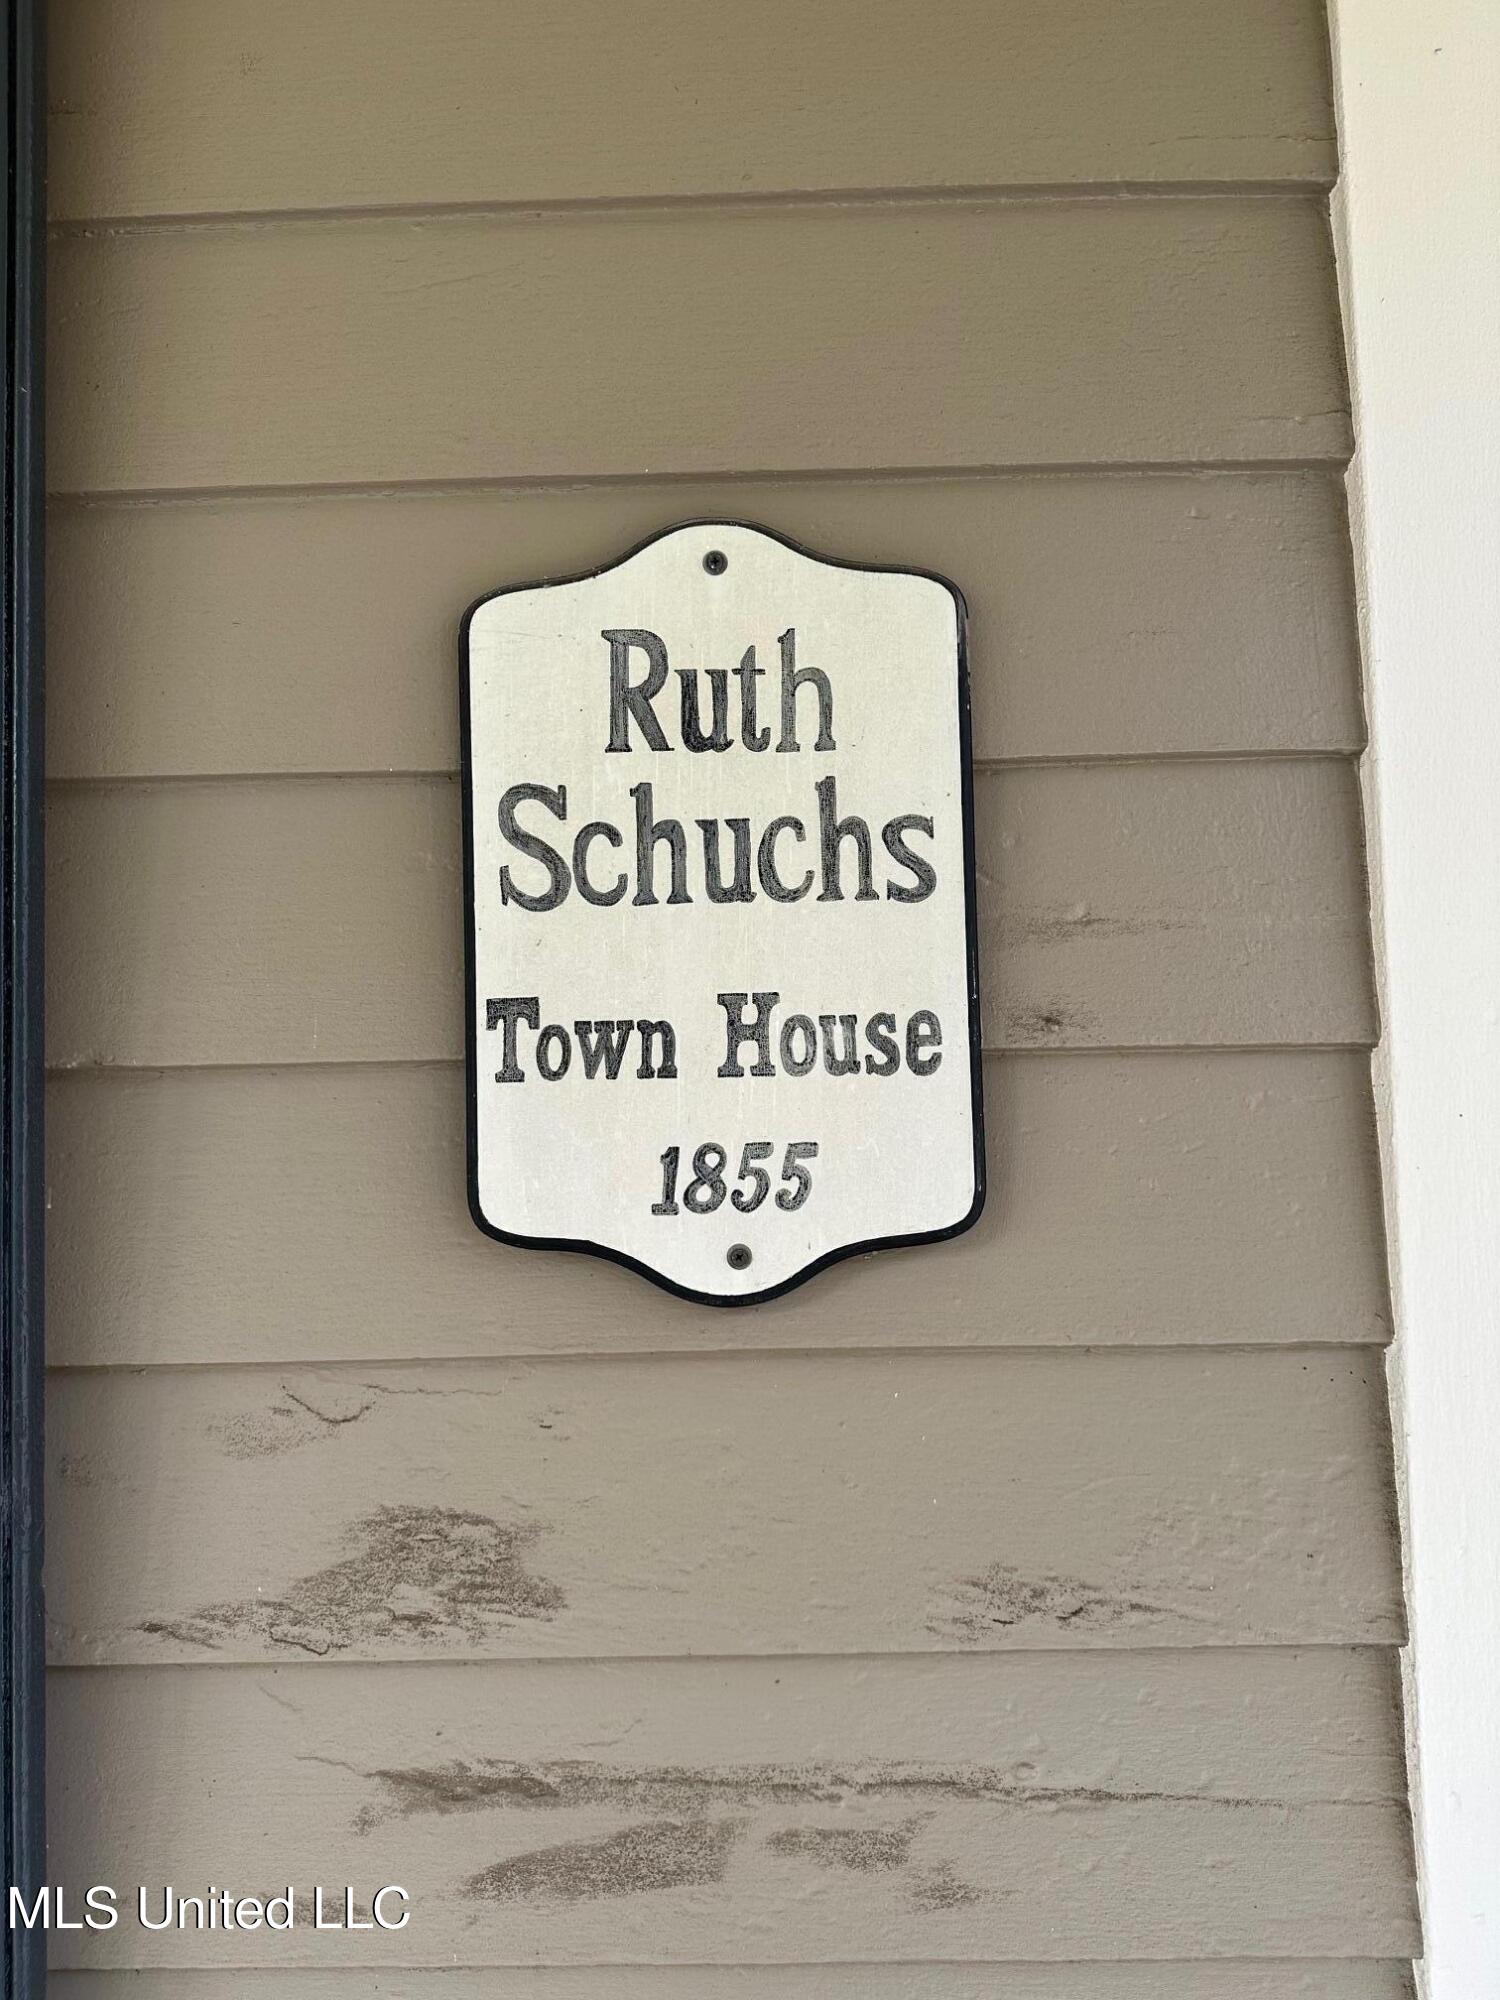 Ruth
Schuchs
Town House
1855
MLS United LLC